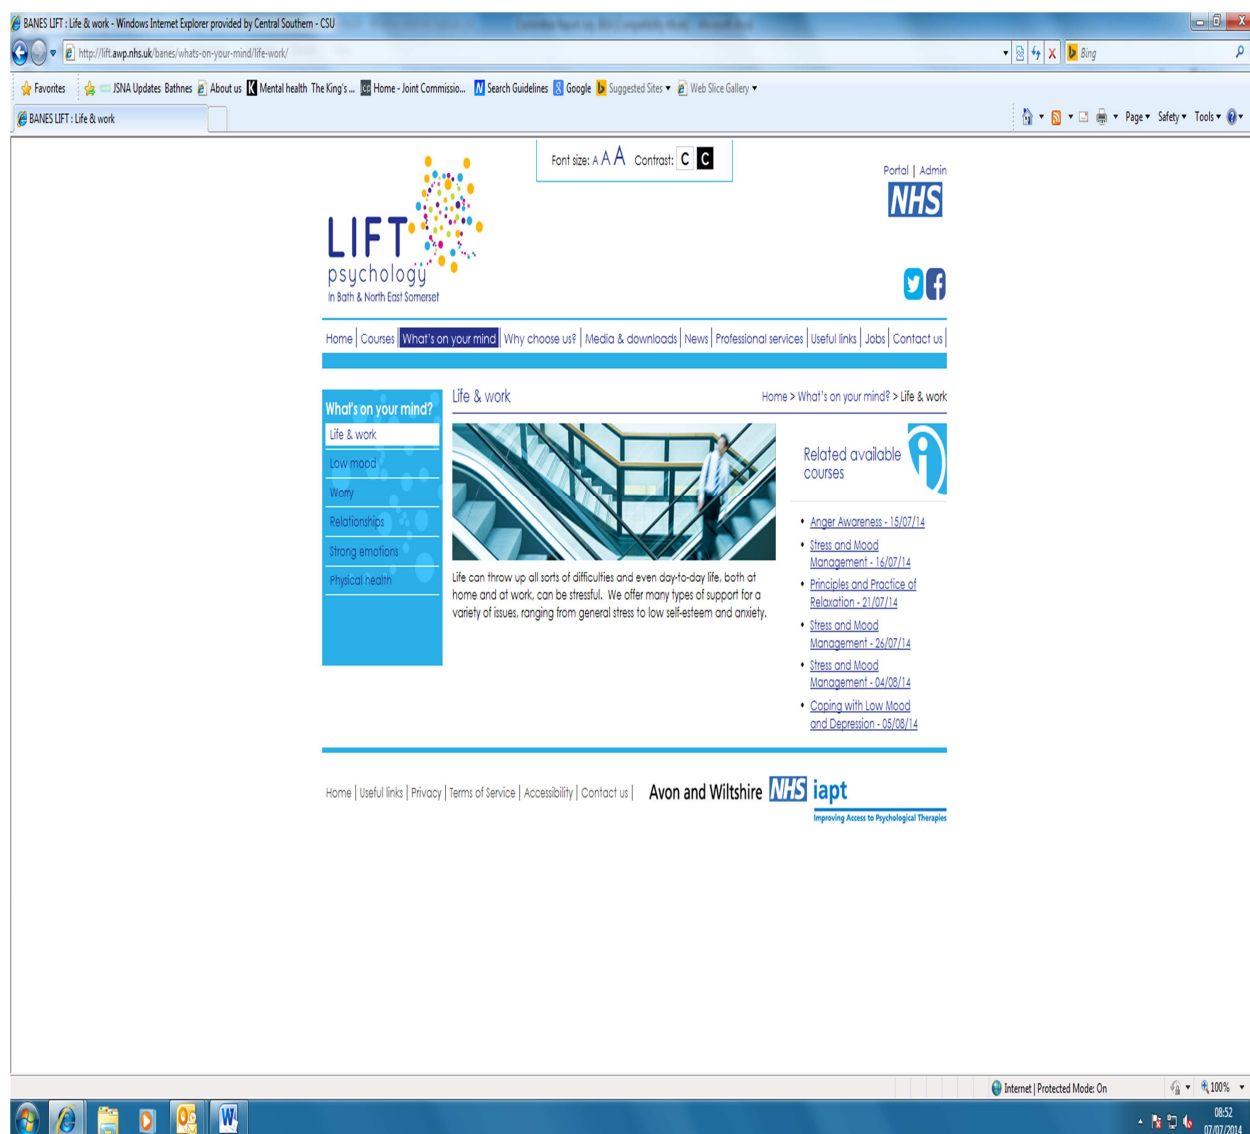 BANES LIFT : Life & work - Windows Internet Explorer provided by Central Southern - CSU
http://lift.awp.nhs.uk/banes/whats-on-your-mind/life-work/
Bing
Favorites JSNA Updates Bathnes About us Mental health The King's ... Home - Joint Commissio... Search Guidelines Google Suggested Sites Web Slice Gallery
BANES LIFT : Life & work
Page Safety Tools
Font size: A A A Contrast: C C
Portal | Admin
NHS
LIFT
psychology
In Bath & North East Somerset
Home | Courses | What's on your mind | Why choose us? | Media & downloads | News | Professional services | Useful links | Jobs | Contact us |
What's on your mind?
Life & work
Low mood
Worry
Relationships
Strong emotions
Physical health
Life & work
Home > What's on your mind? > Life & work
Life can throw up all sorts of difficulties and even day-to-day life, both at
home and at work, can be stressful. We offer many types of support for a
variety of issues, ranging from general stress to low self-esteem and anxiety.
Related available
courses
• Anger Awareness - 15/07/14
• Stress and Mood
Management - 16/07/14
• Principles and Practice of
Relaxation - 21/07/14
• Stress and Mood
Management - 26/07/14
• Stress and Mood
Management - 04/08/14
• Coping with Low Mood
and Depression - 05/08/14
Home | Useful links | Privacy | Terms of Service | Accessibility | Contact us |
Avon and Wiltshire NHS iapt
Improving Access to Psychological Therapies
Internet | Protected Mode: On
100%
08:52
07/07/2014